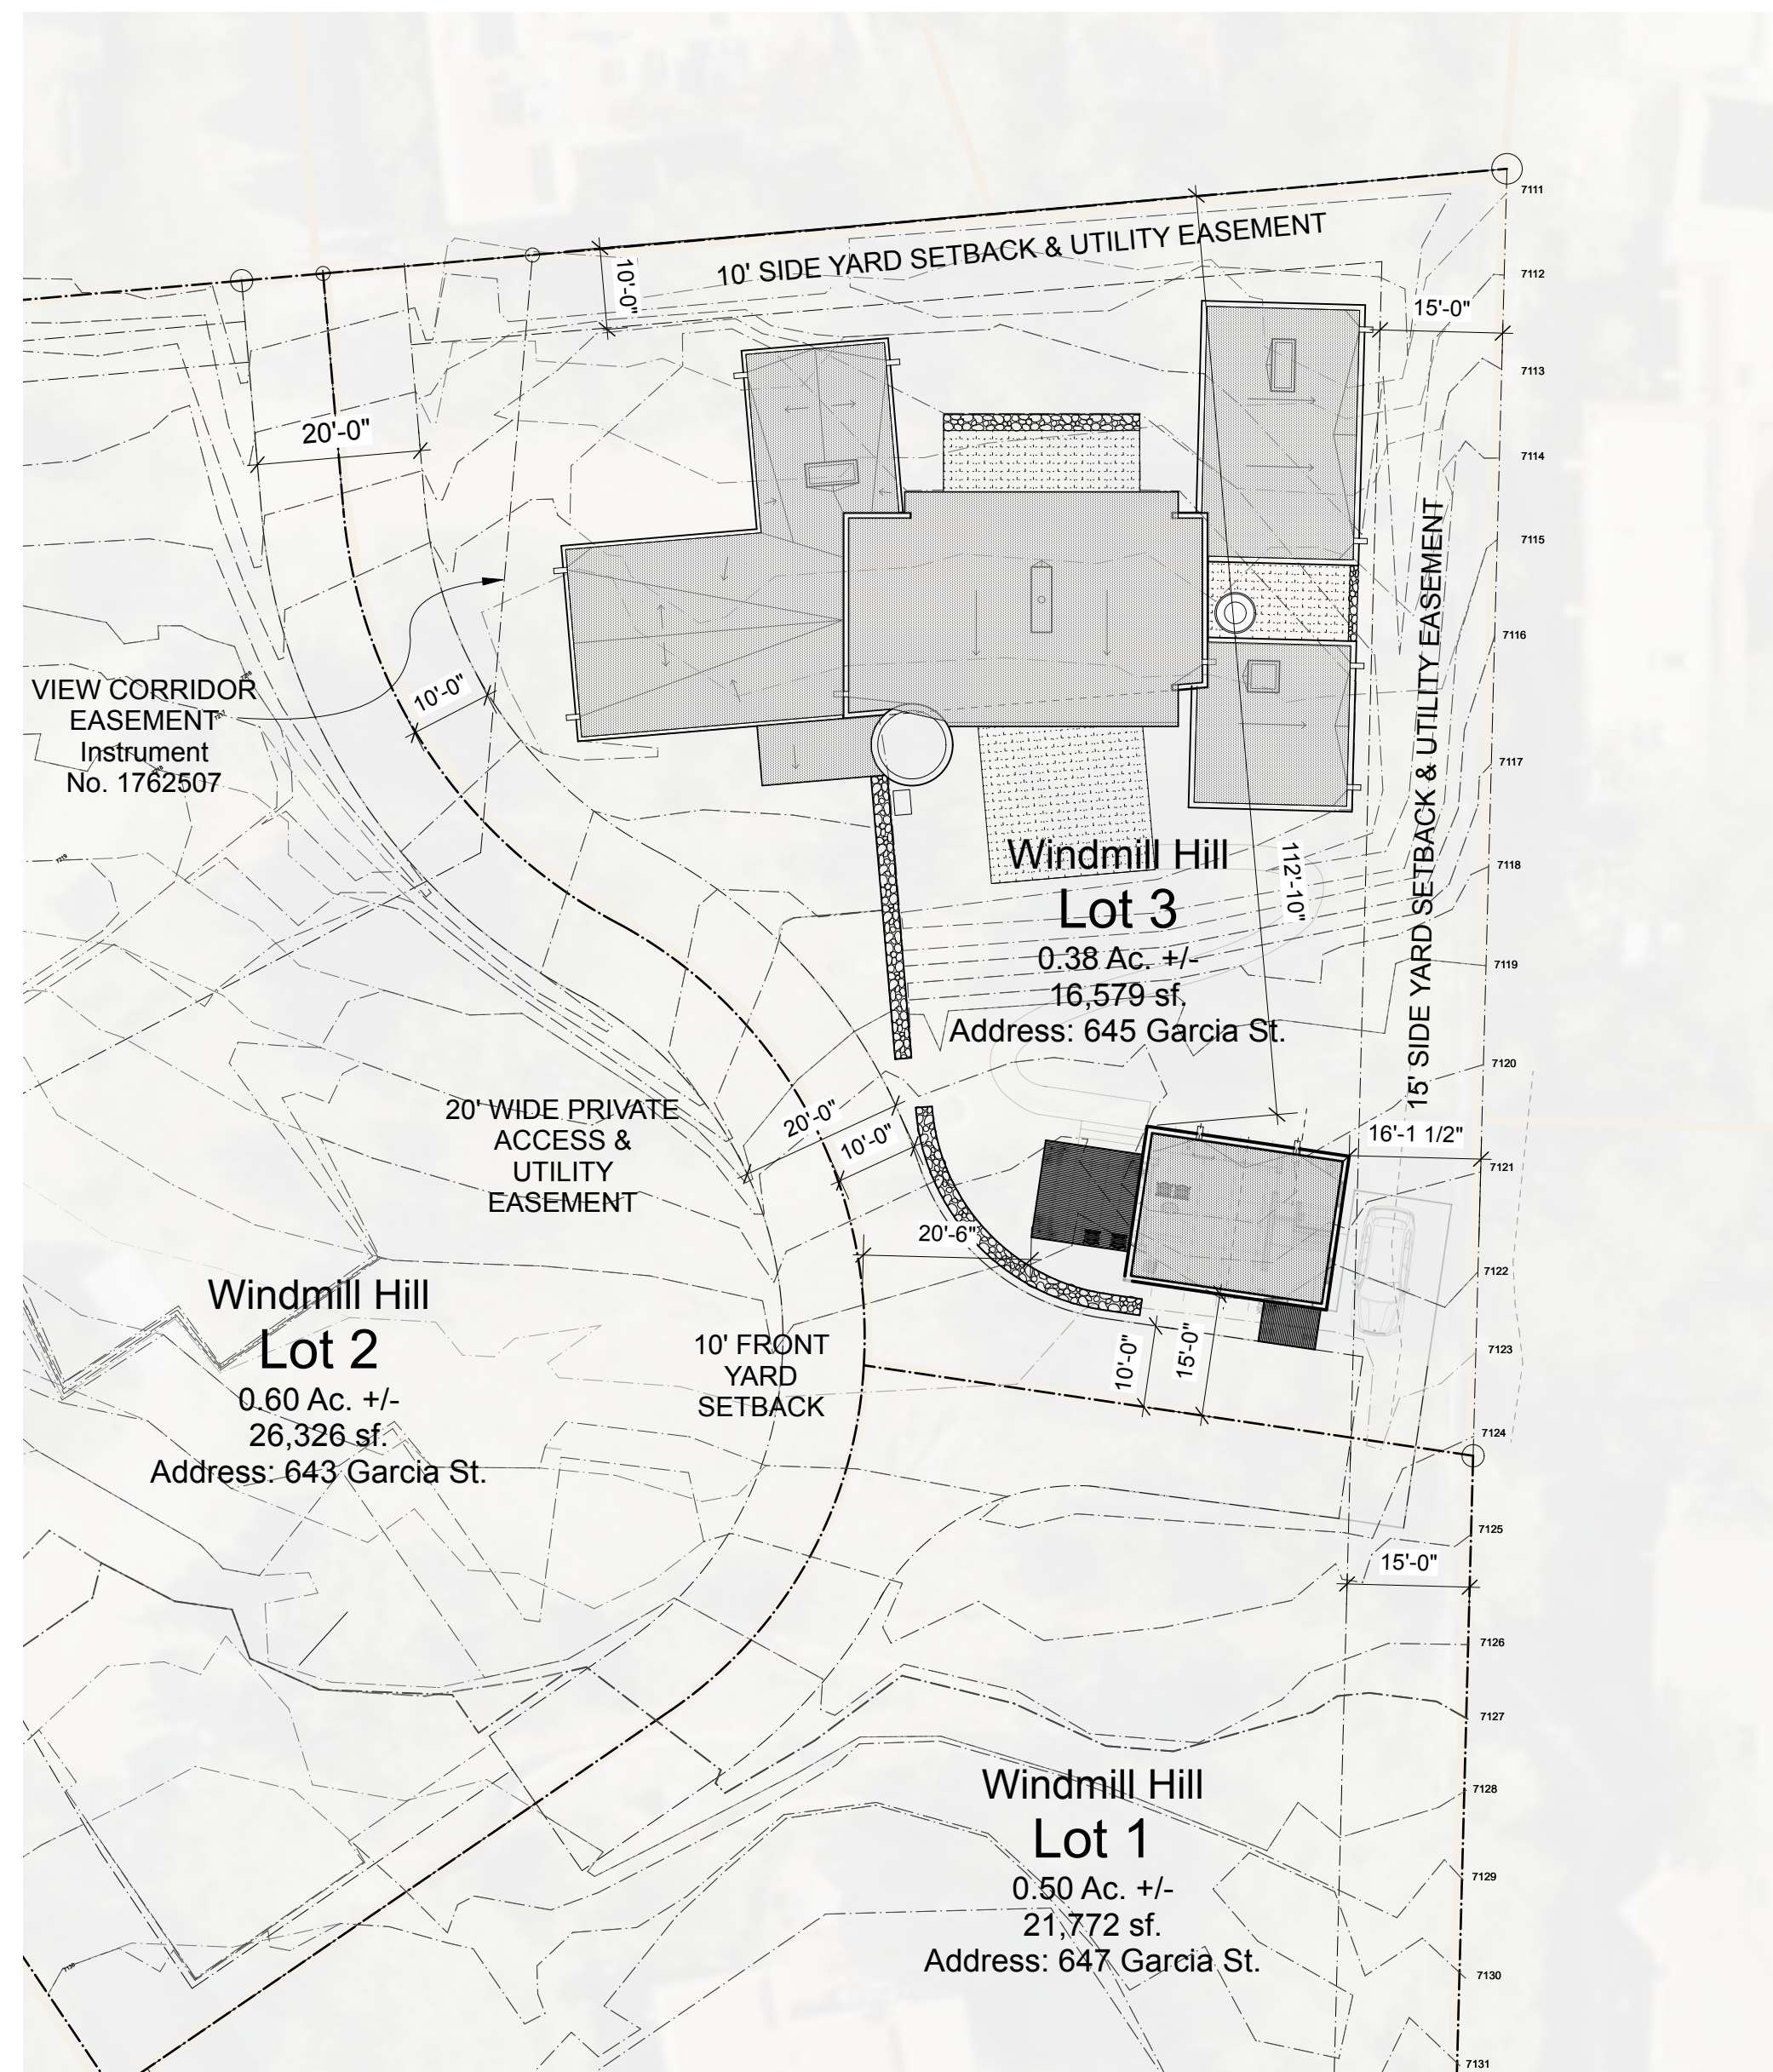 7111
10' SIDE YARD SETBACK & UTILITY EASEMENT
10'-0"
7112
15'-0"
7113
20'-0"
7114
7115
7116
15' SIDE YARD SETBACK & UTILITY EASEMENT
VIEW CORRIDOR
EASEMENT
Instrument
No. 1762507
10'-0"
7117
Windmill Hill
Lot 3
0.38 Ac. +/-
16,579 sf.
Address: 645 Garcia St.
112'-10"
7118
7119
7120
20' WIDE PRIVATE
ACCESS &
UTILITY
EASEMENT
20'-0"
10'-0"
16'-1 1/2"
7121
20'-6"
7122
Windmill Hill
Lot 2
0.60 Ac. +/-
26,326 sf.
Address: 643 Garcia St.
10' FRONT
YARD
SETBACK
10'-0"
15'-0"
7123
7124
7125
15'-0"
7126
7127
Windmill Hill
Lot 1
0.50 Ac. +/-
21,772 sf.
Address: 647 Garcia St.
7128
7129
7130
7131